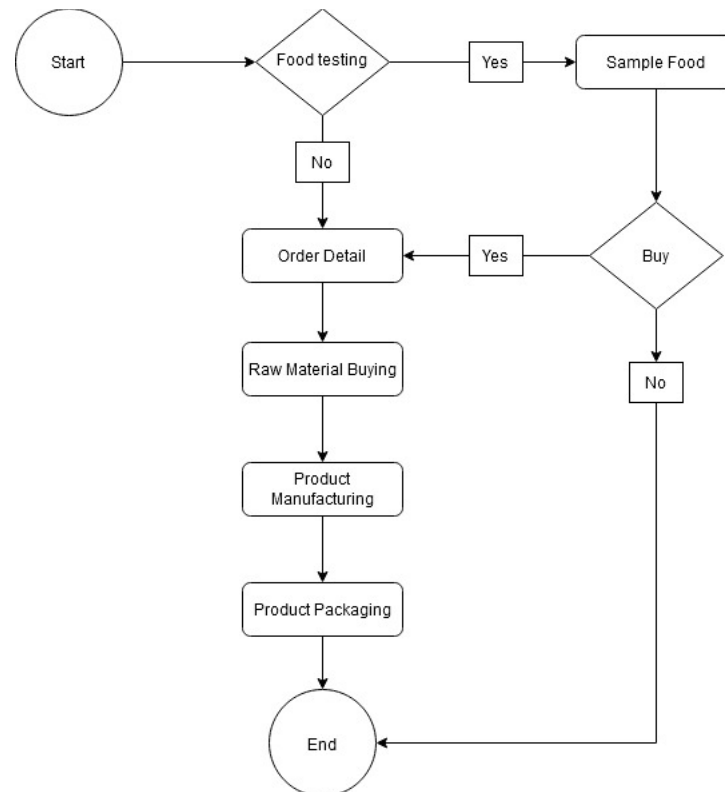 Start
Food testing
Yes
Sample Food
No
Order Detail
Yes
Buy
Raw Material Buying
No
Product
Manufacturing
Product Packaging
End